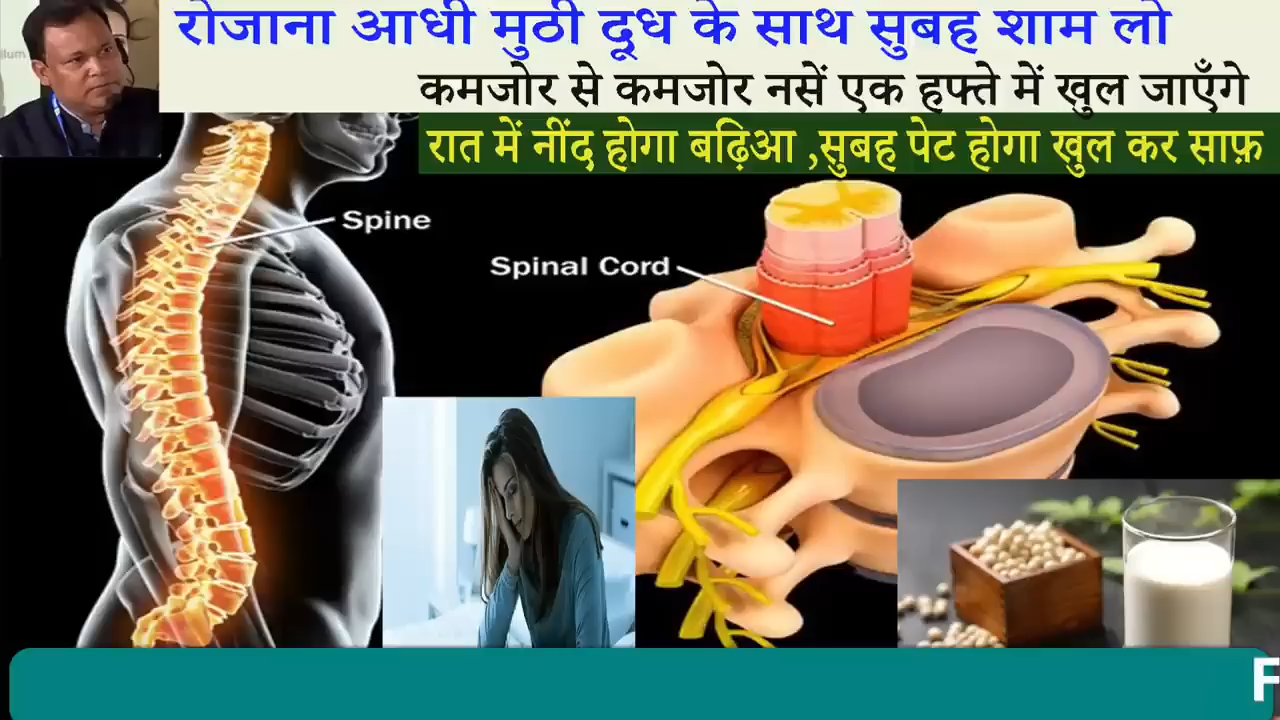 रोजाना आधी मुठी दूध के साथ सुबह शाम लो
कमजोर से कमजोर नसें एक हफ्ते में खुल जाएँगे
रात में नींद होगा बढ़िआ ,सुबह पेट होगा खुल कर साफ़
Spine
Spinal Cord